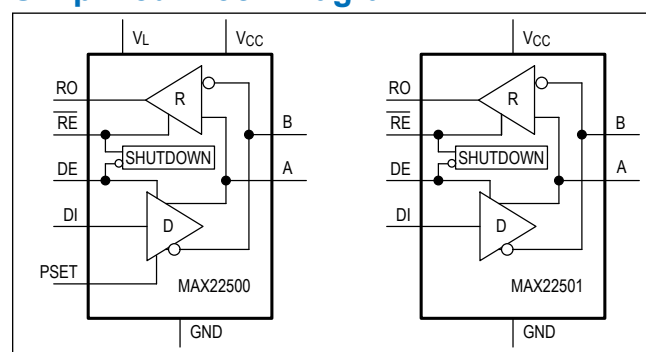 VL
VCC
RO
R
RE
B
SHUTDOWN
DE
A
DI
D
PSET
MAX22500
GND
VCC
RO
R
RE
B
SHUTDOWN
DE
A
DI
D
MAX22501
GND